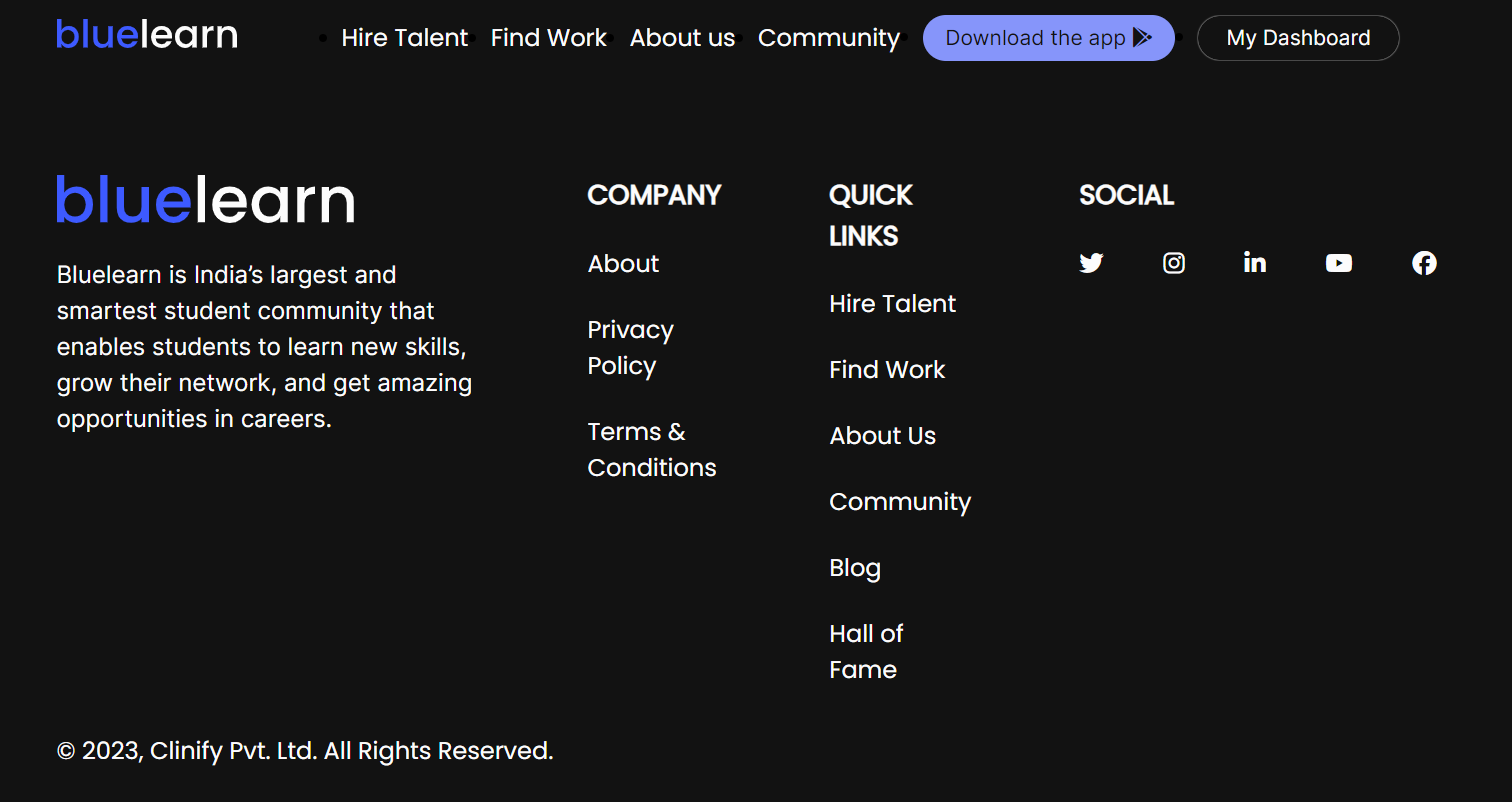 bluelearn
Hire Talent Find Work About us Community Download the app My Dashboard
bluelearn
Bluelearn is India’s largest and
smartest student community that
enables students to learn new skills,
grow their network, and get amazing
opportunities in careers.
COMPANY
About
Privacy
Policy
Terms &
Conditions
QUICK
LINKS
Hire Talent
Find Work
About Us
Community
Blog
Hall of
Fame
SOCIAL
© 2023, Clinify Pvt. Ltd. All Rights Reserved.